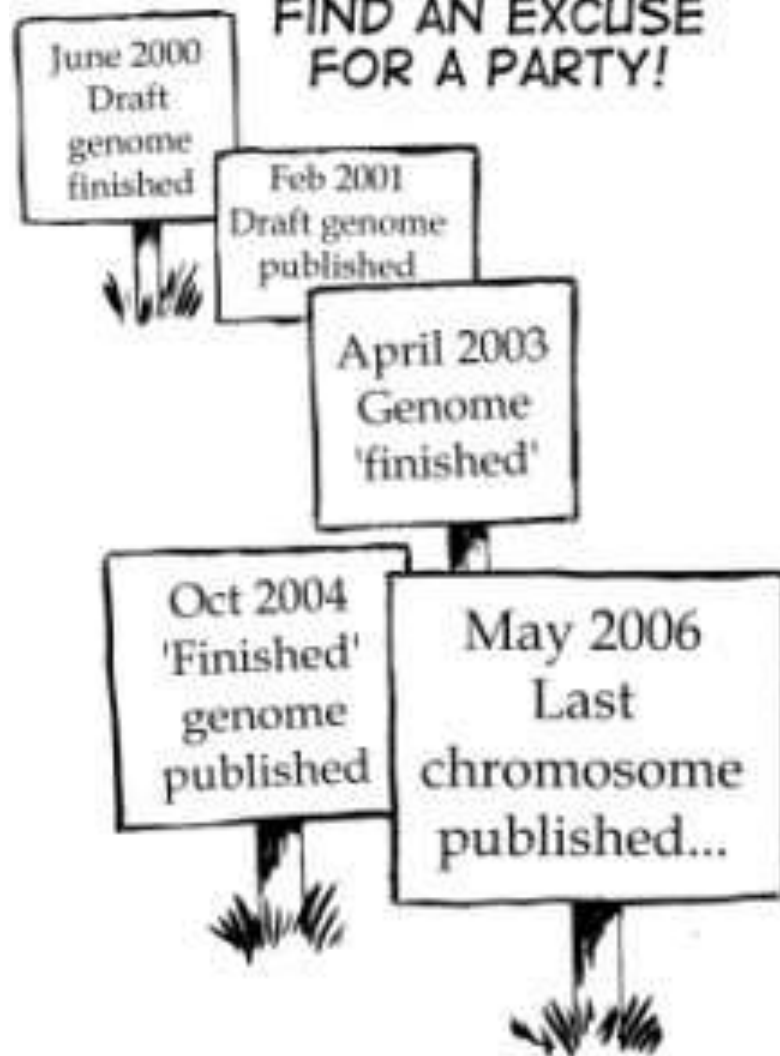 FIND AN EXCUSE
FOR A PARTY!
June 2000
Draft
genome
finished
Feb 2001
Draft genome
published
April 2003
Genome
'finished'
Oct 2004
'Finished'
genome
published
May 2006
Last
chromosome
published...